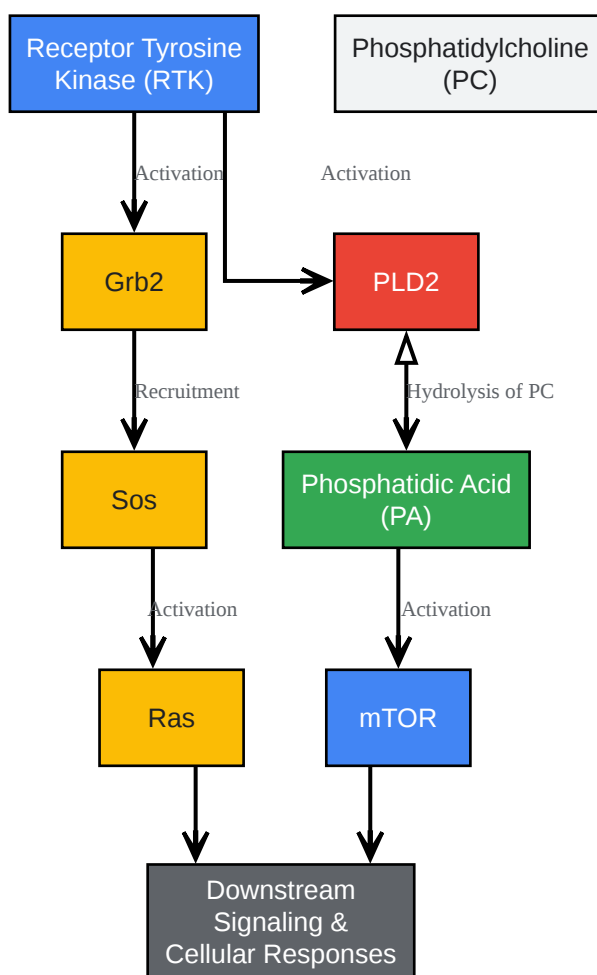 Receptor Tyrosine
Kinase (RTK)
Phosphatidylcholine
(PC)
Activation
Activation
Grb2
PLD2
Recruitment
Hydrolysis of PC
Sos
Phosphatidic Acid
(PA)
Activation
Activation
Ras
mTOR
Downstream
Signaling &
Cellular Responses